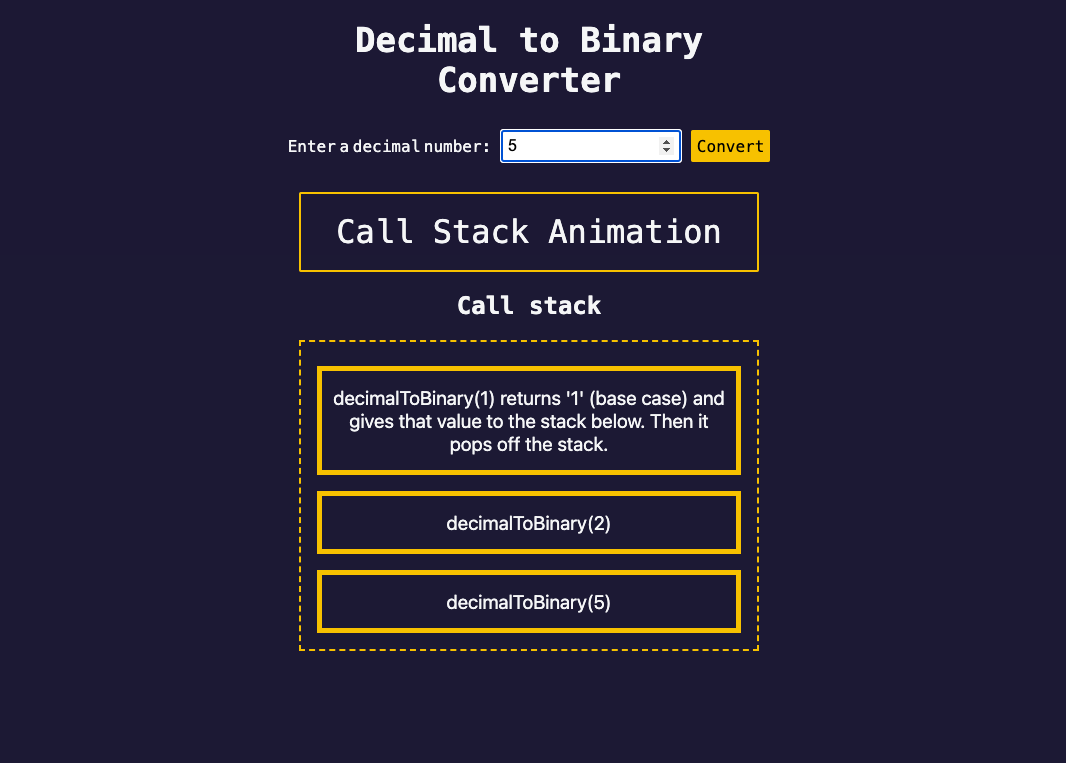 Decimal to Binary
Converter
Enter a decimal number: 5 Convert
Call Stack Animation
Call stack
decimalToBinary(1) returns '1' (base case) and
gives that value to the stack below. Then it
pops off the stack.
decimalToBinary(2)
decimalToBinary(5)